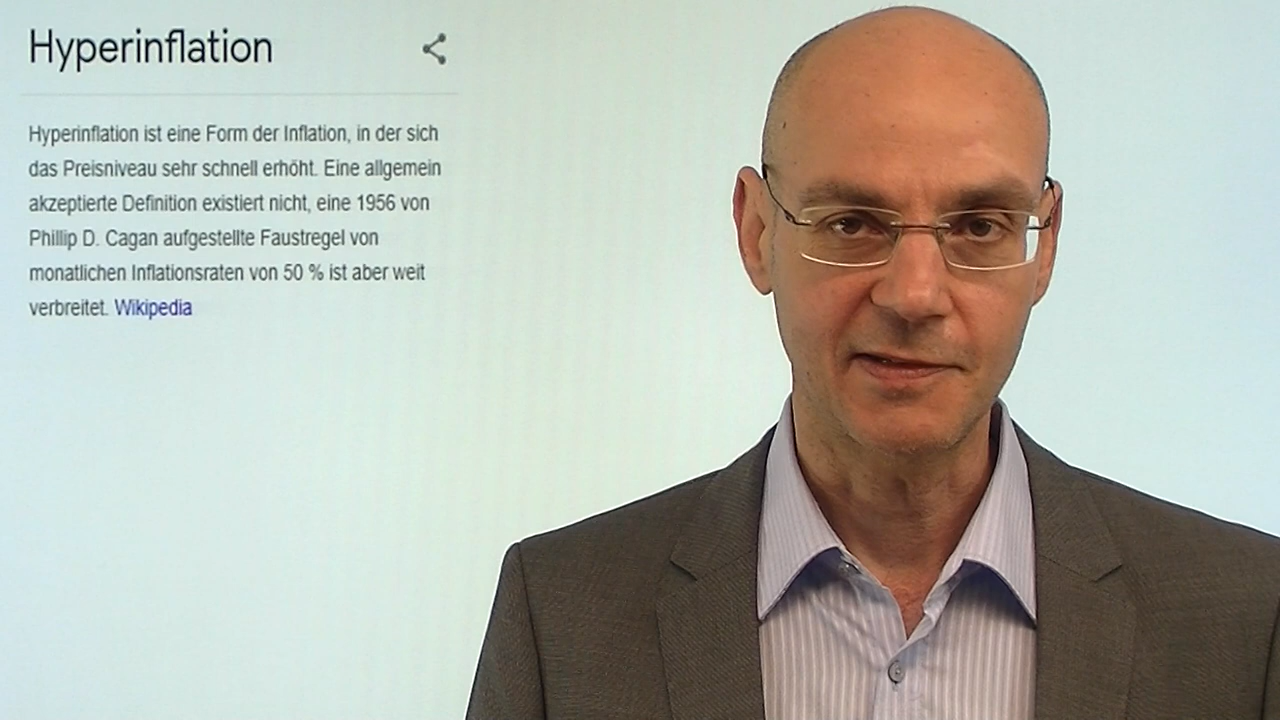 Hyperinflation
Hyperinflation ist eine Form der Inflation, in der sich
das Preisniveau sehr schnell erhöht. Eine allgemein
akzeptierte Definition existiert nicht, eine 1956 von
Phillip D. Cagan aufgestellte Faustregel von
monatlichen Inflationsraten von 50 % ist aber weit
verbreitet. Wikipedia